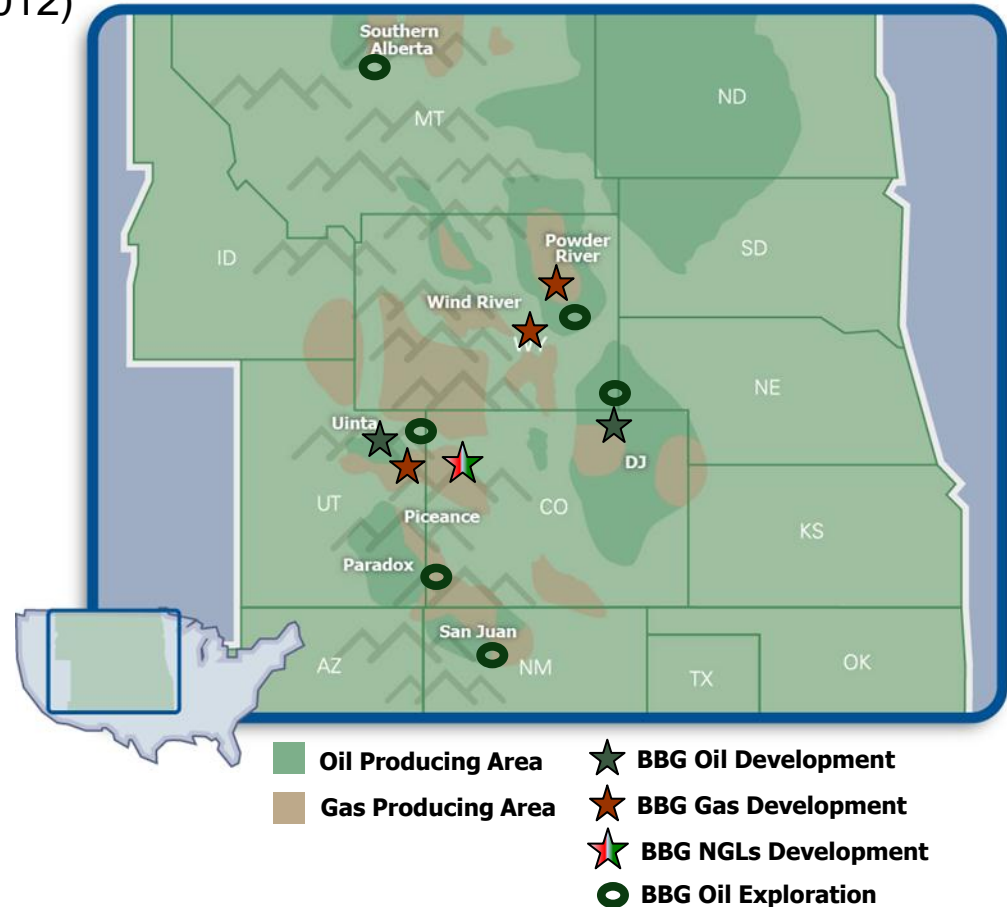 012)
Southern
Alberta
MT
ND
ID
Powder
River
SD
Wind River
WY
NE
Uinta
DJ
UT
CO
Piceance
KS
Paradox
San Juan
AZ
NM
TX
OK
Oil Producing Area
BBG Oil Development
Gas Producing Area
BBG Gas Development
BBG NGLs Development
BBG Oil Exploration